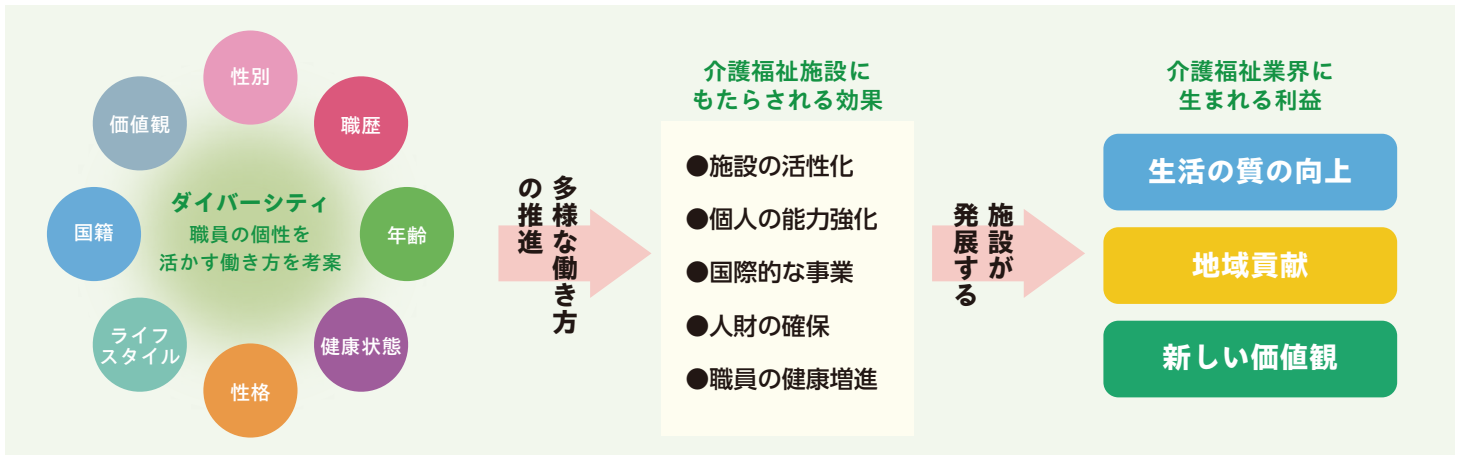 性別
職歴
年齢
健康状態
性格
ライフ
スタイル
国籍
価値観
ダイバーシティ
職員の個性を
活かす働き方を考案
多様な働き方
の推進
介護福祉施設に
もたらされる効果
●施設の活性化
●個人の能力強化
●国際的な事業
●人財の確保
●職員の健康増進
施設が
発展する
介護福祉業界に
生まれる利益
生活の質の向上
地域貢献
新しい価値観